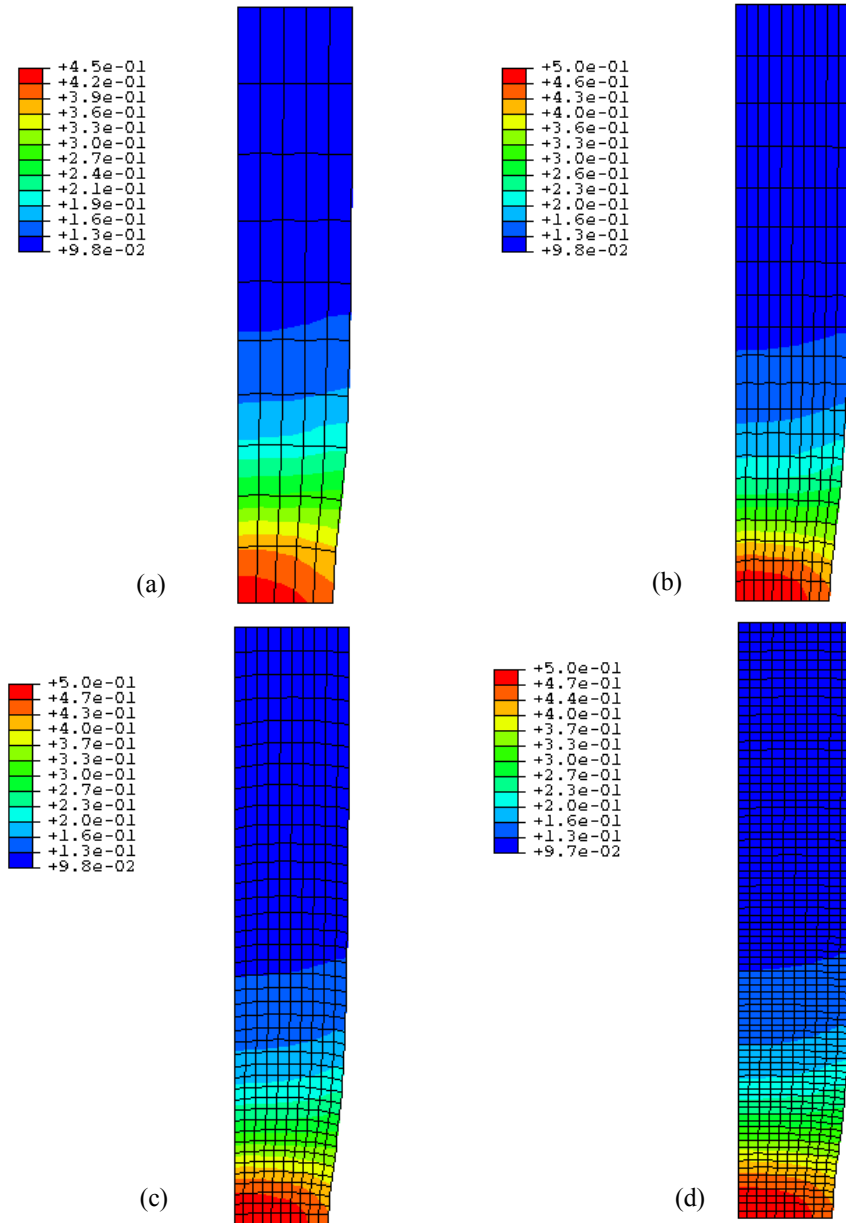 +4.5e-01
+4.2e-01
+3.9e-01
+3.6e-01
+3.3e-01
+3.0e-01
+2.7e-01
+2.4e-01
+2.1e-01
+1.9e-01
+1.6e-01
+1.3e-01
+9.8e-02
(a)
+5.0e-01
+4.6e-01
+4.3e-01
+4.0e-01
+3.6e-01
+3.3e-01
+3.0e-01
+2.6e-01
+2.3e-01
+2.0e-01
+1.6e-01
+1.3e-01
+9.8e-02
(b)
+5.0e-01
+4.7e-01
+4.3e-01
+4.0e-01
+3.7e-01
+3.3e-01
+3.0e-01
+2.7e-01
+2.3e-01
+2.0e-01
+1.6e-01
+1.3e-01
+9.8e-02
(c)
+5.0e-01
+4.7e-01
+4.4e-01
+4.0e-01
+3.7e-01
+3.3e-01
+3.0e-01
+2.7e-01
+2.3e-01
+2.0e-01
+1.6e-01
+1.3e-01
+9.7e-02
(d)